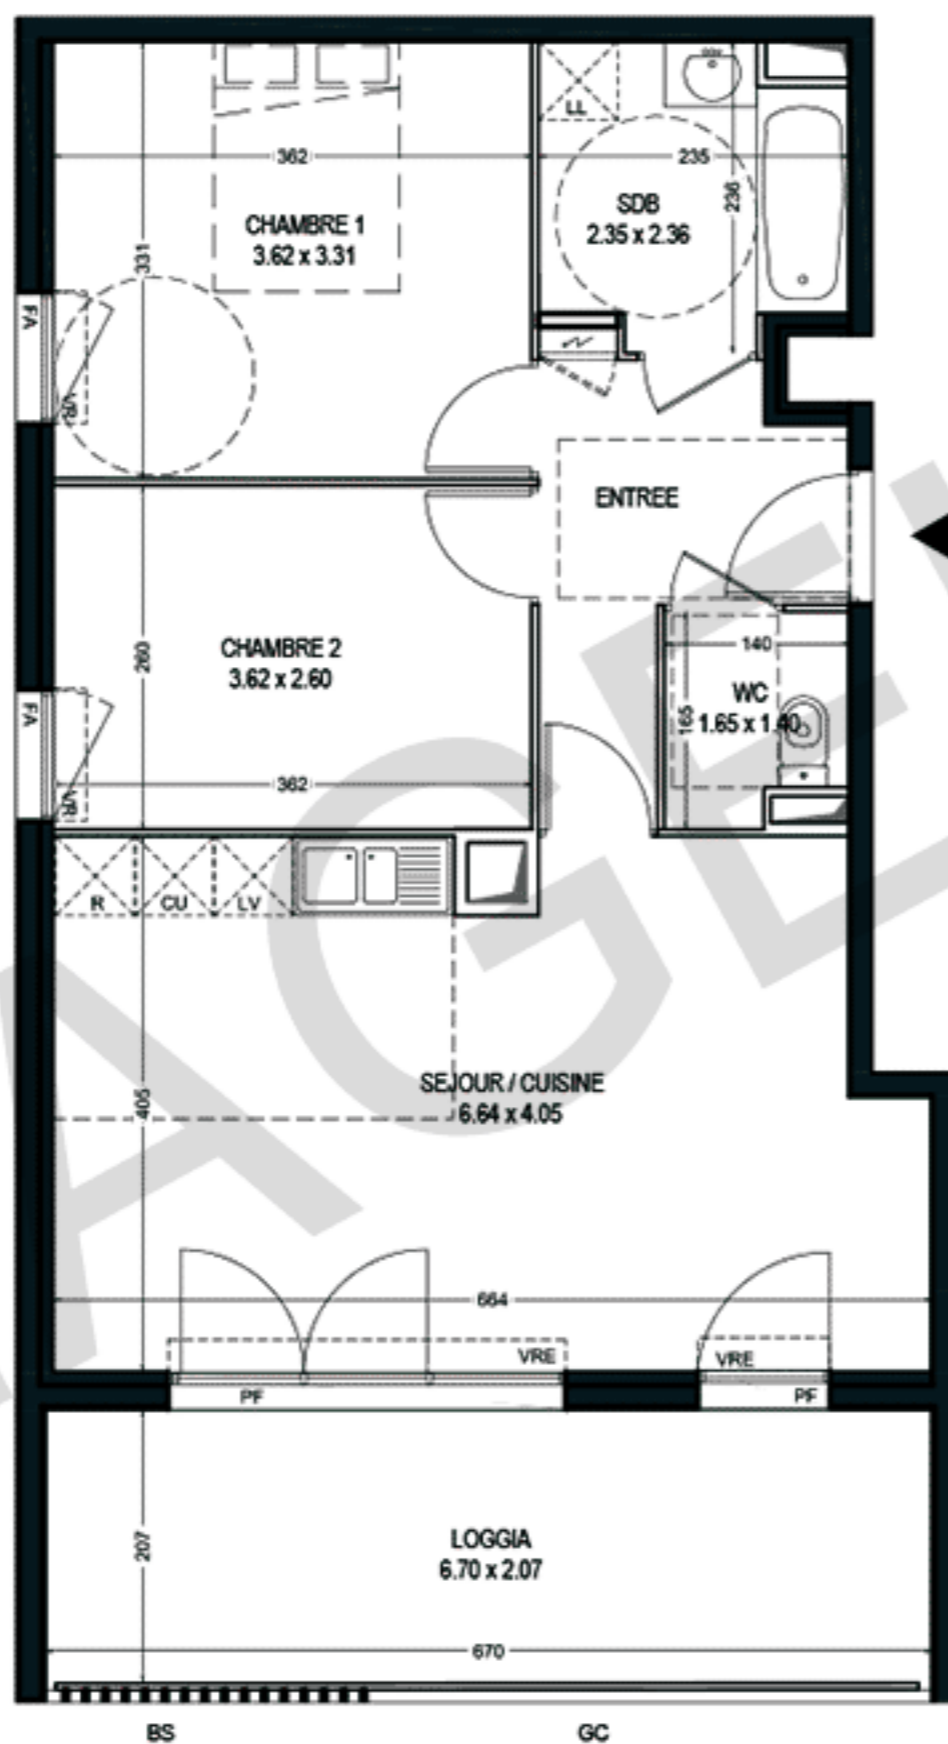 LL
362
235
236
331
CHAMBRE 1
3.62 x 3.31
SDB
2.35 x 2.36
FA
VR
ENTREE
CHAMBRE 2
3.62 x 2.60
260
140
WC
1.65 x 1.40
165
FA
VR
362
R
CU
LV
SEJOUR / CUISINE
6.64 x 4.05
405
664
VRE
VRE
PF
PF
LOGGIA
6.70 x 2.07
207
670
BS
GC